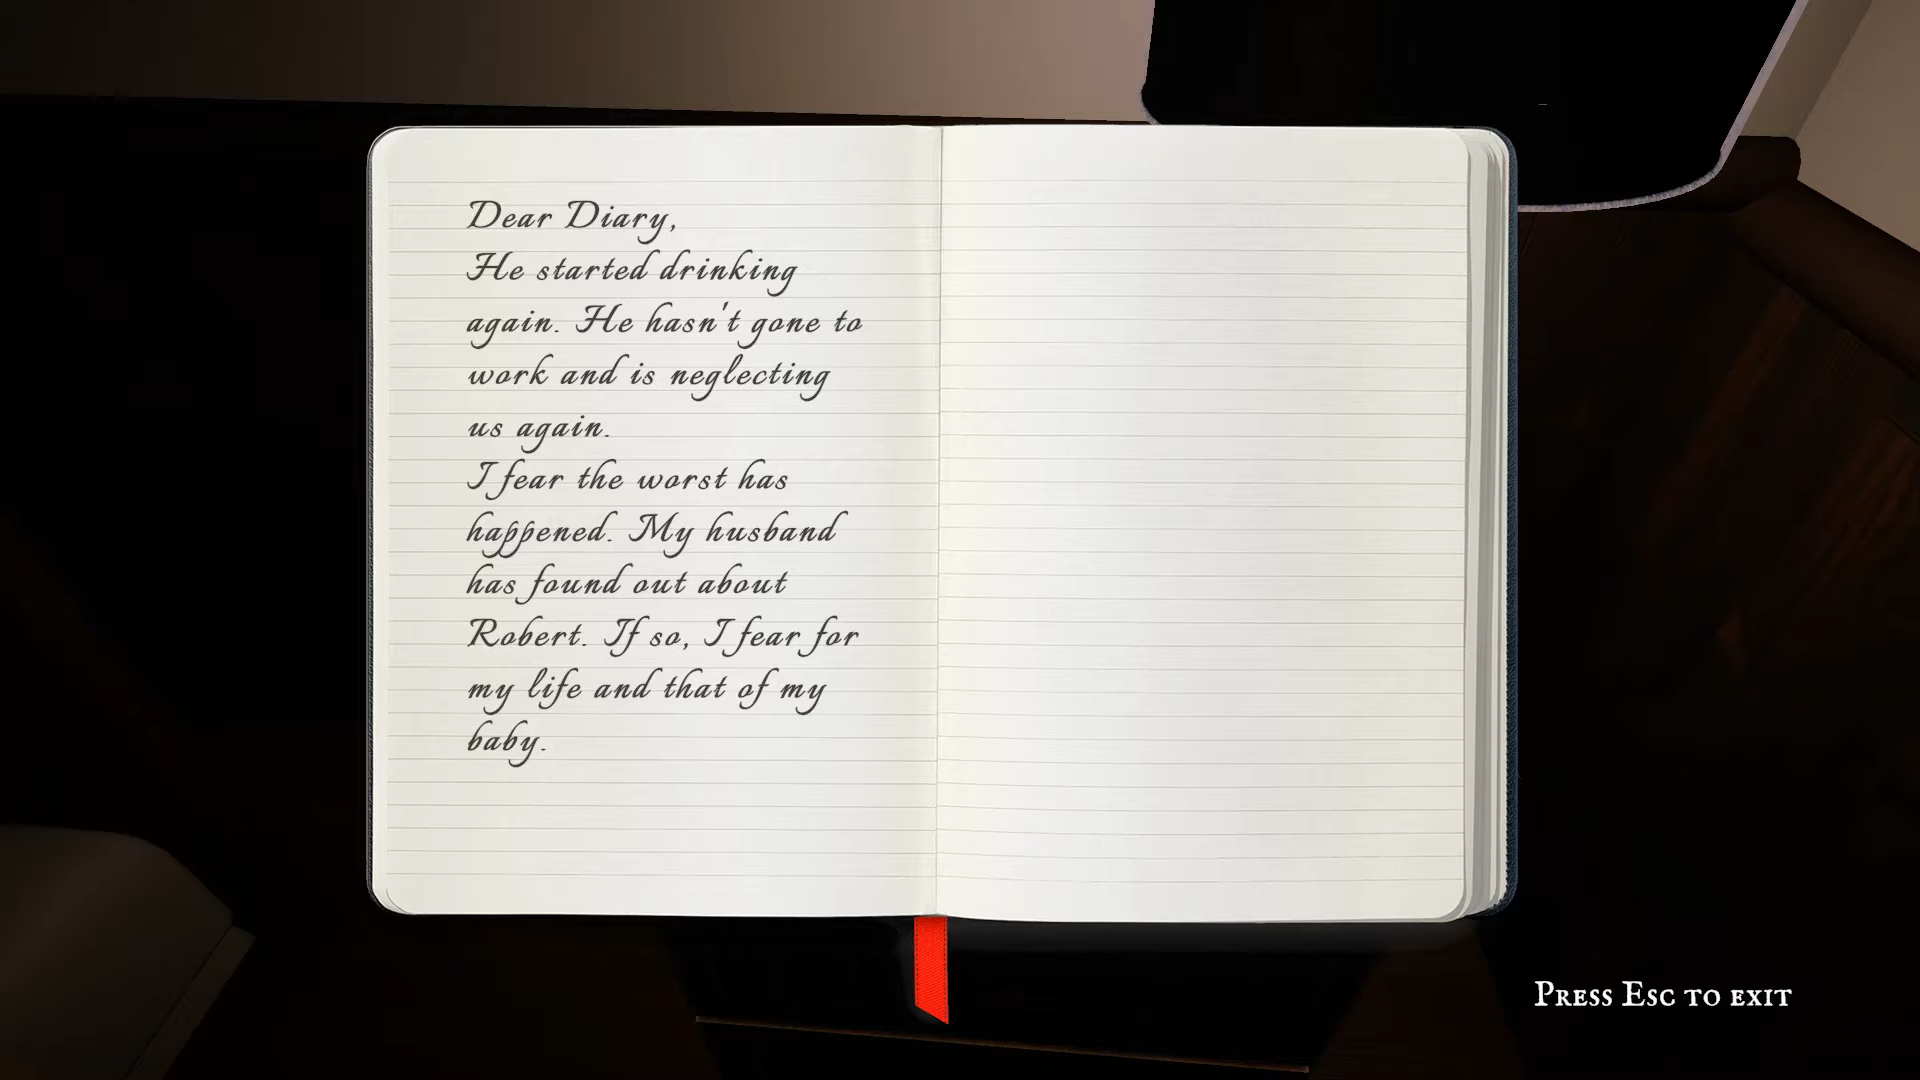 Dear Diary,
He started drinking
again. He hasn't gone to
work and is neglecting
us again.
I fear the worst has
happened. My husband
has found out about
Robert. If so, I fear for
my life and that of my
baby.
Press Esc to exit